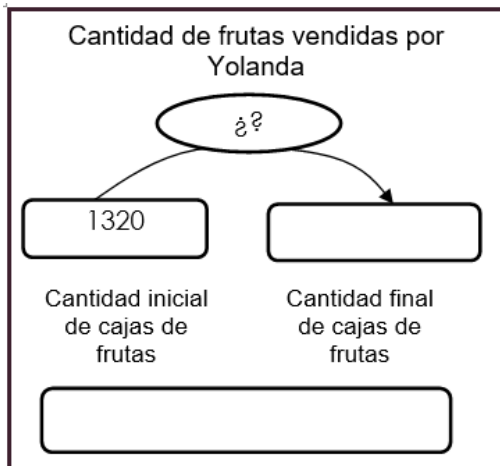 Cantidad de frutas vendidas por
Yolanda
¿?
1320
Cantidad inicial
de cajas de
frutas
Cantidad final
de cajas de
frutas